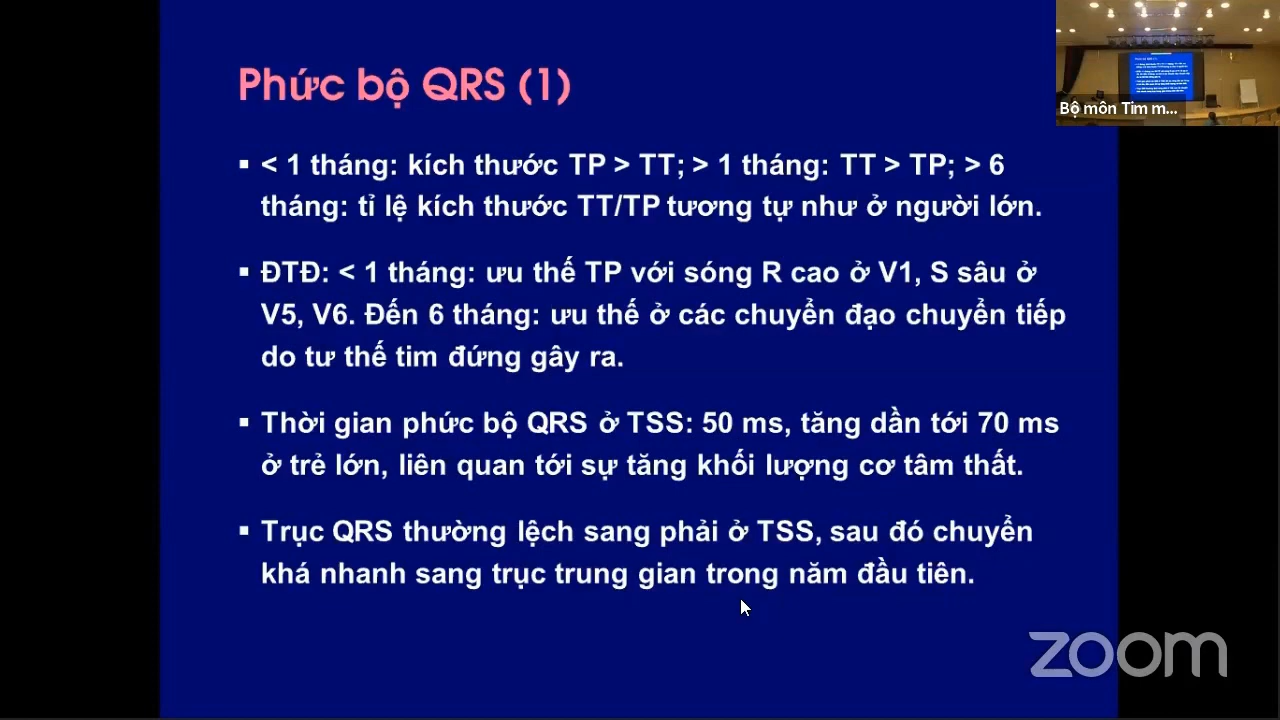 Phức bộ QRS (1)
Bộ môn Tim m...
▪ < 1 tháng: kích thước TP > TT; > 1 tháng: TT > TP; > 6
tháng: tỉ lệ kích thước TT/TP tương tự như ở người lớn.
▪ ĐTĐ: < 1 tháng: ưu thế TP với sóng R cao ở V1, S sâu ở
V5, V6. Đến 6 tháng: ưu thế ở các chuyển đạo chuyển tiếp
do tư thế tim đứng gây ra.
▪ Thời gian phức bộ QRS ở TSS: 50 ms, tăng dần tới 70 ms
ở trẻ lớn, liên quan tới sự tăng khối lượng cơ tâm thất.
▪ Trục QRS thường lệch sang phải ở TSS, sau đó chuyển
khá nhanh sang trục trung gian trong năm đầu tiên.
zoom